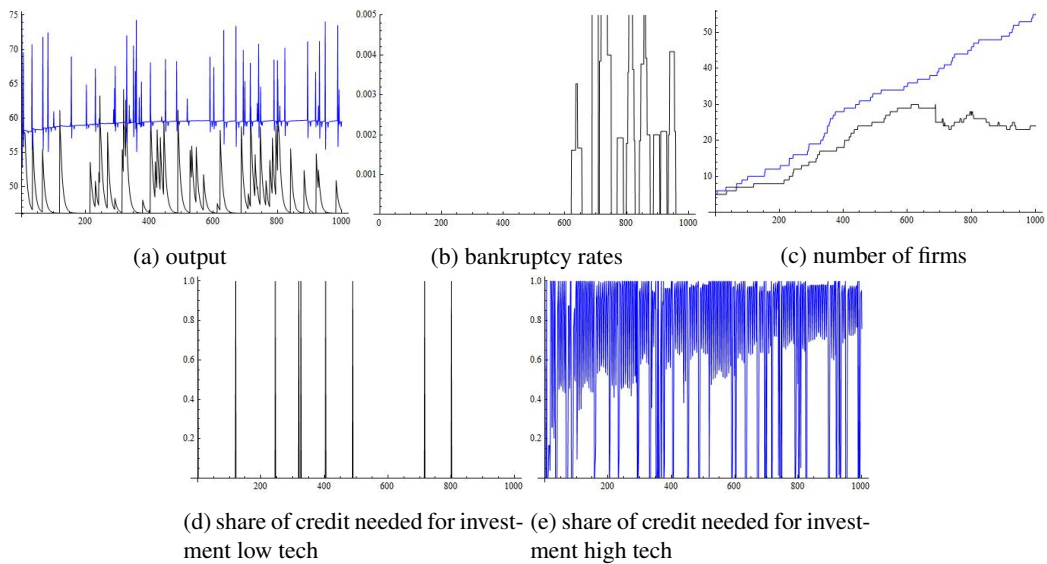 75
70
65
60
55
50
200 400 600 800 1000
(a) output
0.005
0.004
0.003
0.002
0.001
0 200 400 600 800 1000
(b) bankruptcy rates
50
40
30
20
10
200 400 600 800 1000
(c) number of firms
1.0
0.8
0.6
0.4
0.2
200 400 600 800 1000
(d) share of credit needed for invest-
ment low tech
1.0
0.8
0.6
0.4
0.2
200 400 600 800 1000
(e) share of credit needed for invest-
ment high tech